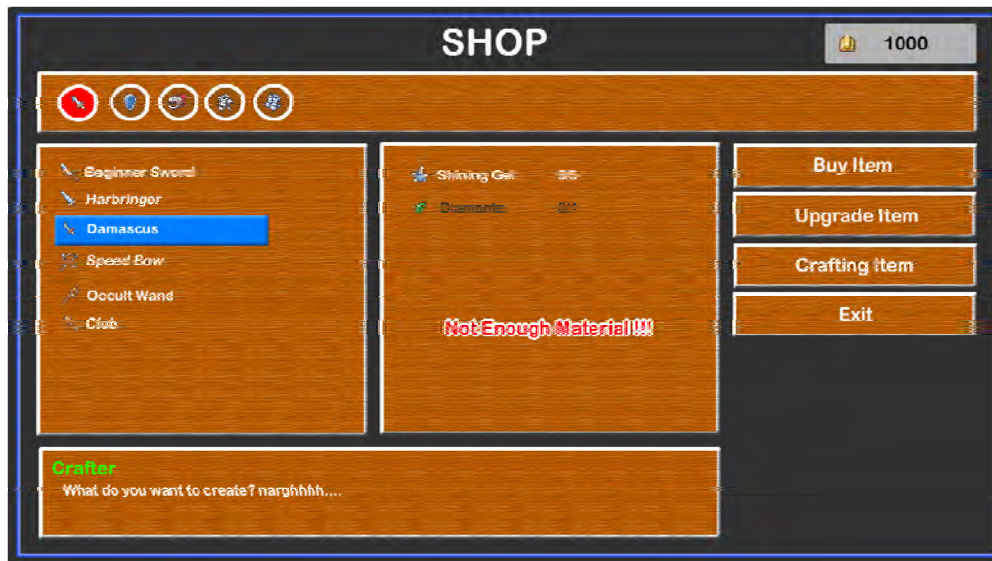 SHOP
1000
Beginner Sword
Harbringer
Damascus
Speed Bow
Occult Wand
Club
Shining Gel
Buy Item
Upgrade Item
Crafting Item
Exit
Not Enough Material!!!
Crafter
What do you want to create? narghhhh....